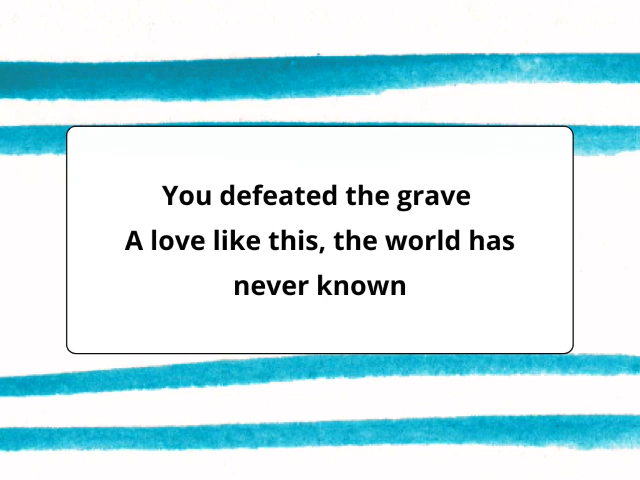 You defeated the grave
A love like this, the world has
never known